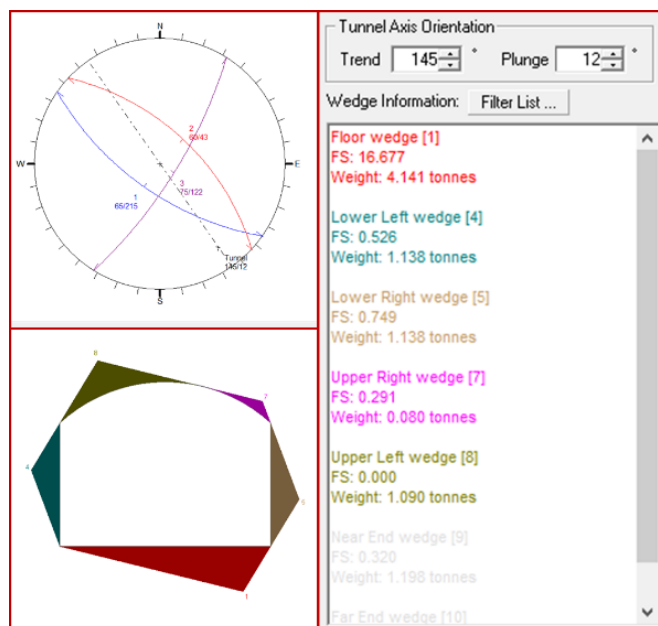 N
2
60/43
W
E
3
75/122
1
65/215
Tunnel
145/12
S
Tunnel Axis Orientation
Trend 145 ° Plunge 12 °
Wedge Information: Filter List ...
Floor wedge [1]
FS: 16.677
Weight: 4.141 tonnes
Lower Left wedge [4]
FS: 0.526
Weight: 1.138 tonnes
Lower Right wedge [5]
FS: 0.749
Weight: 1.138 tonnes
Upper Right wedge [7]
FS: 0.291
Weight: 0.080 tonnes
Upper Left wedge [8]
FS: 0.000
Weight: 1.090 tonnes
Near End wedge [9]
FS: 0.320
Weight: 1.198 tonnes
Far End wedge [10]
8
7
4
1